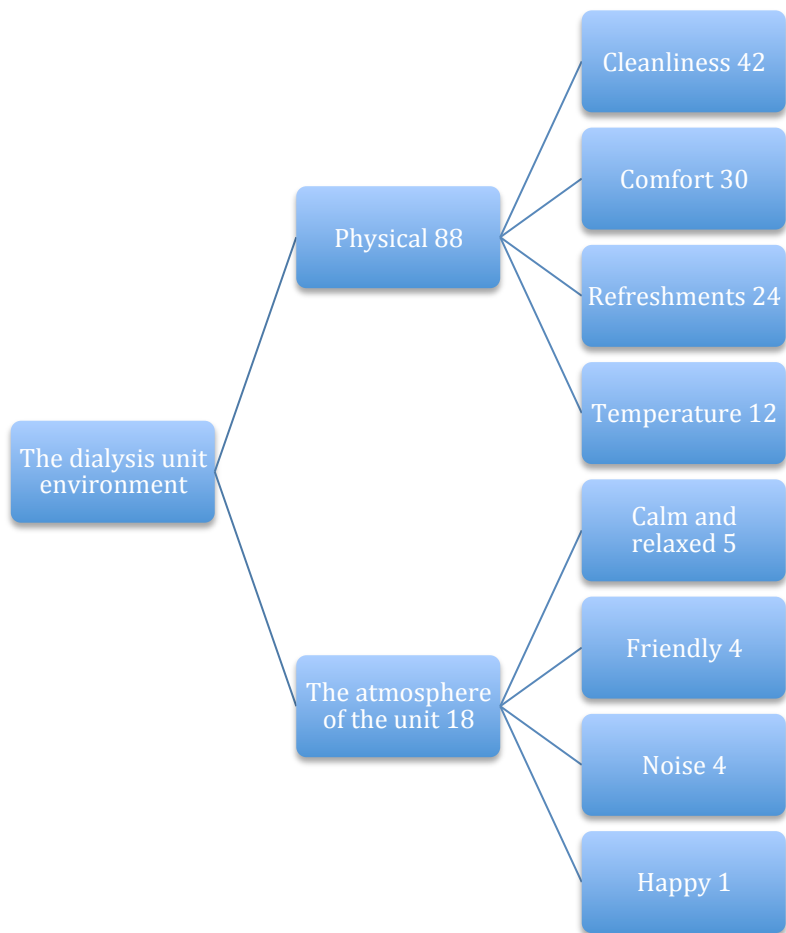 The dialysis unit
environment
Physical 88
Cleanliness 42
Comfort 30
Refreshments 24
Temperature 12
The atmosphere
of the unit 18
Calm and
relaxed 5
Friendly 4
Noise 4
Happy 1